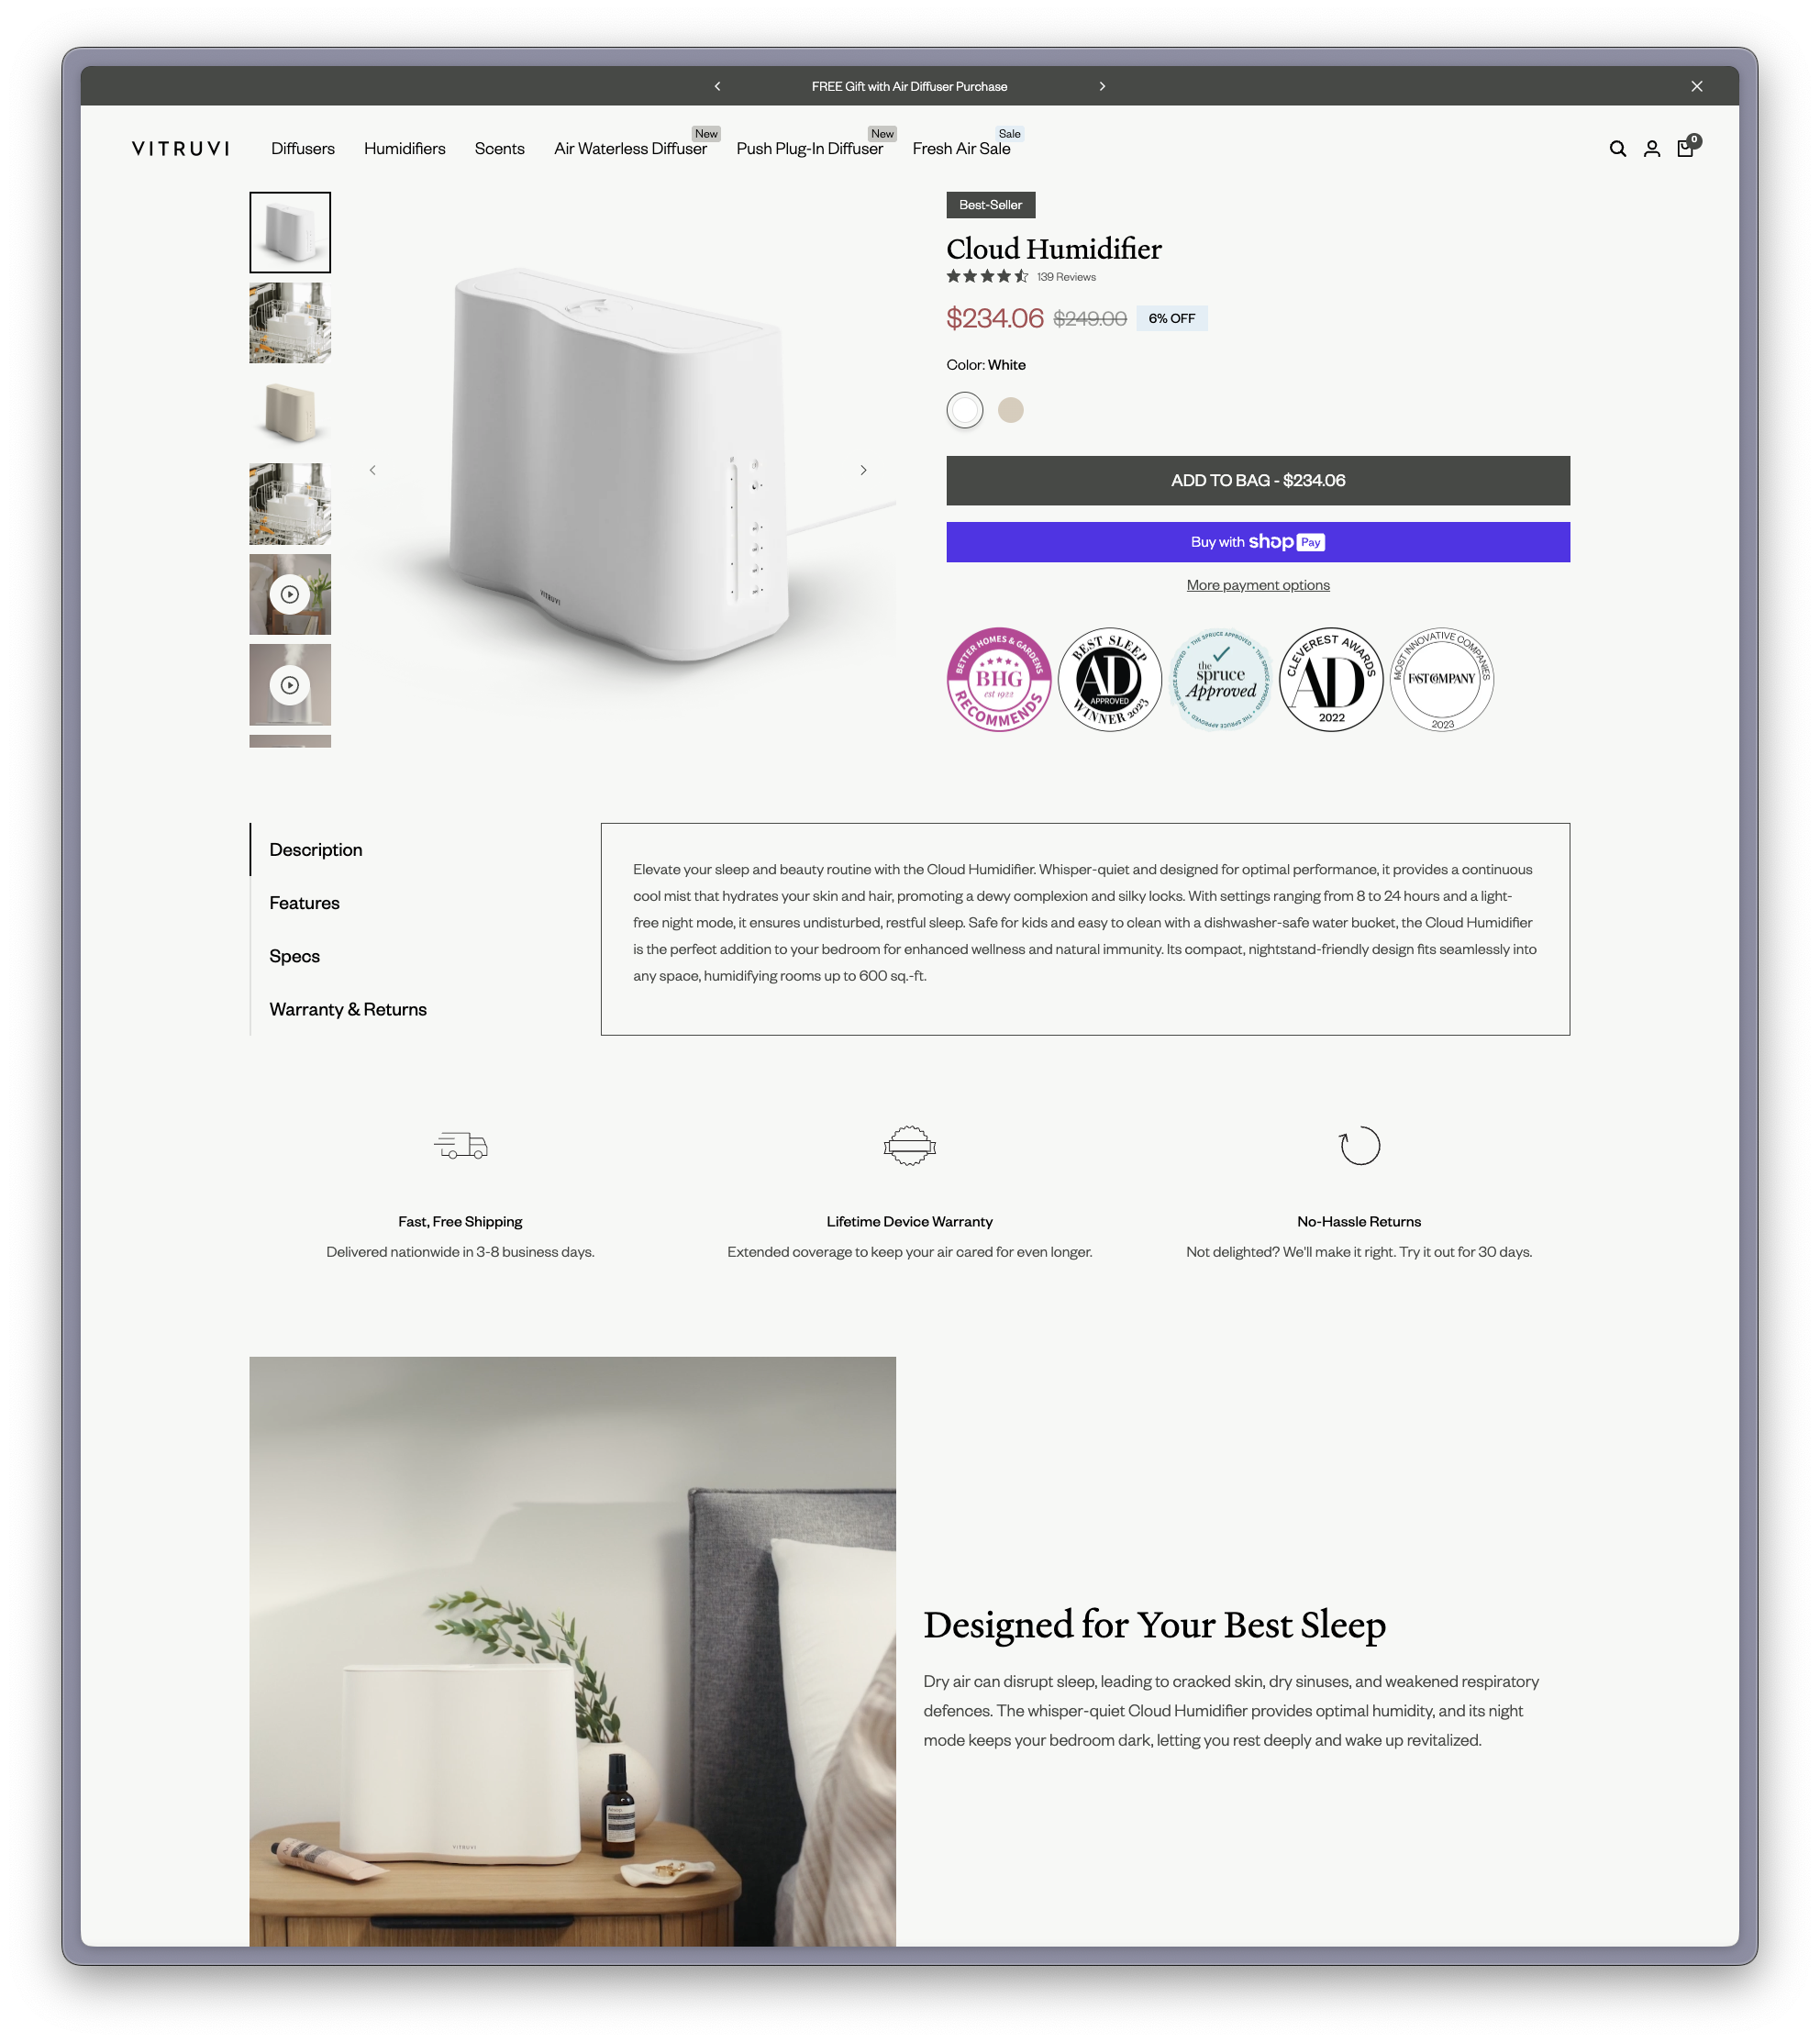 FREE Gift with Air Diffuser Purchase
VITRUVI
Diffusers
Humidifiers
Scents
Air Waterless Diffuser
New
Push Plug-In Diffuser
New
Fresh Air Sale
Sale
0
Best-Seller
Cloud Humidifier
139 Reviews
$234.06 $249.00 6% OFF
Color: White
VITRUVI
ADD TO BAG - $234.06
Buy with shop Pay
More payment options
BETTER HOMES & GARDENS
BHG
est 1922
RECOMMENDS
BEST SLEEP
AD
APPROVED
WINNER 2023
THE SPRUCE APPROVED • THE SPRUCE APPROVED • THE SPRUCE APPROVED • THE SPRUCE APPROVED
the
spruce
Approved
CLEVEREST AWARDS
AD
2022
MOST INNOVATIVE COMPANIES
FAST COMPANY
2023
Description
Features
Specs
Warranty & Returns
Elevate your sleep and beauty routine with the Cloud Humidifier. Whisper-quiet and designed for optimal performance, it provides a continuous
cool mist that hydrates your skin and hair, promoting a dewy complexion and silky locks. With settings ranging from 8 to 24 hours and a light-
free night mode, it ensures undisturbed, restful sleep. Safe for kids and easy to clean with a dishwasher-safe water bucket, the Cloud Humidifier
is the perfect addition to your bedroom for enhanced wellness and natural immunity. Its compact, nightstand-friendly design fits seamlessly into
any space, humidifying rooms up to 600 sq.-ft.
Fast, Free Shipping
Delivered nationwide in 3-8 business days.
Lifetime Device Warranty
Extended coverage to keep your air cared for even longer.
No-Hassle Returns
Not delighted? We'll make it right. Try it out for 30 days.
Designed for Your Best Sleep
Dry air can disrupt sleep, leading to cracked skin, dry sinuses, and weakened respiratory
defences. The whisper-quiet Cloud Humidifier provides optimal humidity, and its night
mode keeps your bedroom dark, letting you rest deeply and wake up revitalized.
VITRUVI